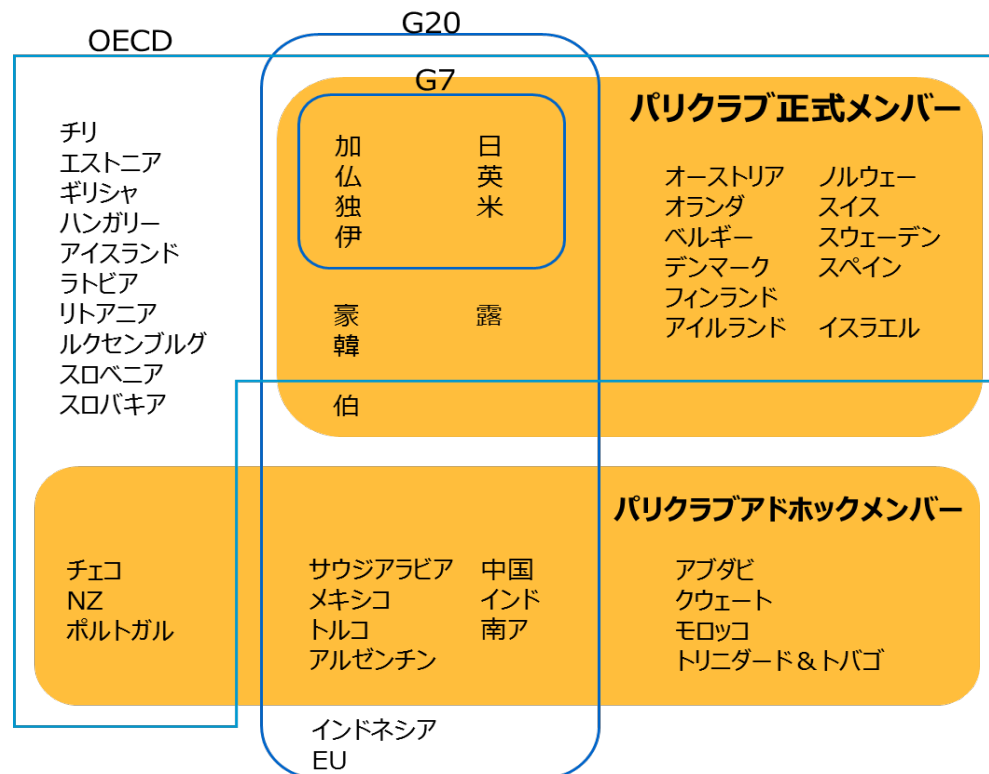 G20
OECD
G7
パリクラブ正式メンバー
チリ
エストニア
ギリシャ
ハンガリー
アイスランド
ラトビア
リトアニア
ルクセンブルグ
スロベニア
スロバキア
加 日
仏 英
独 米
伊
豪 露
韓
伯
オーストリア ノルウェー
オランダ スイス
ベルギー スウェーデン
デンマーク スペイン
フィンランド
アイルランド イスラエル
パリクラブアドホックメンバー
チェコ
NZ
ポルトガル
サウジアラビア 中国
メキシコ インド
トルコ 南ア
アルゼンチン
アブダビ
クウェート
モロッコ
トリニダード＆トバゴ
インドネシア
EU